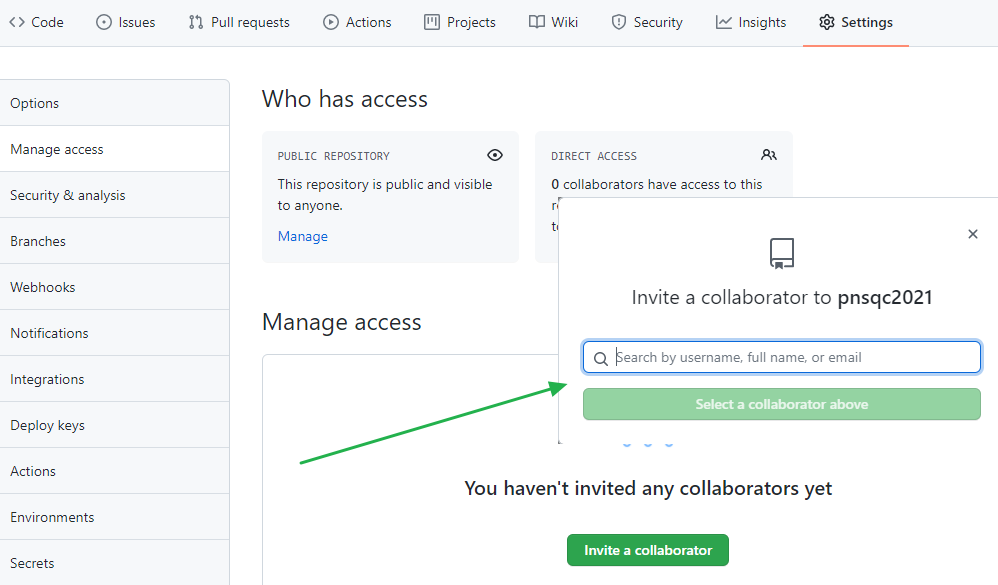 Code Issues Pull requests Actions Projects Wiki Security Insights Settings
Options
Manage access
Security & analysis
Branches
Webhooks
Notifications
Integrations
Deploy keys
Actions
Environments
Secrets
Who has access
PUBLIC REPOSITORY
This repository is public and visible
to anyone.
Manage
DIRECT ACCESS
0 collaborators have access to this
Manage access
Invite a collaborator to pnsqc2021
Search by username, full name, or email
Select a collaborator above
You haven't invited any collaborators yet
Invite a collaborator